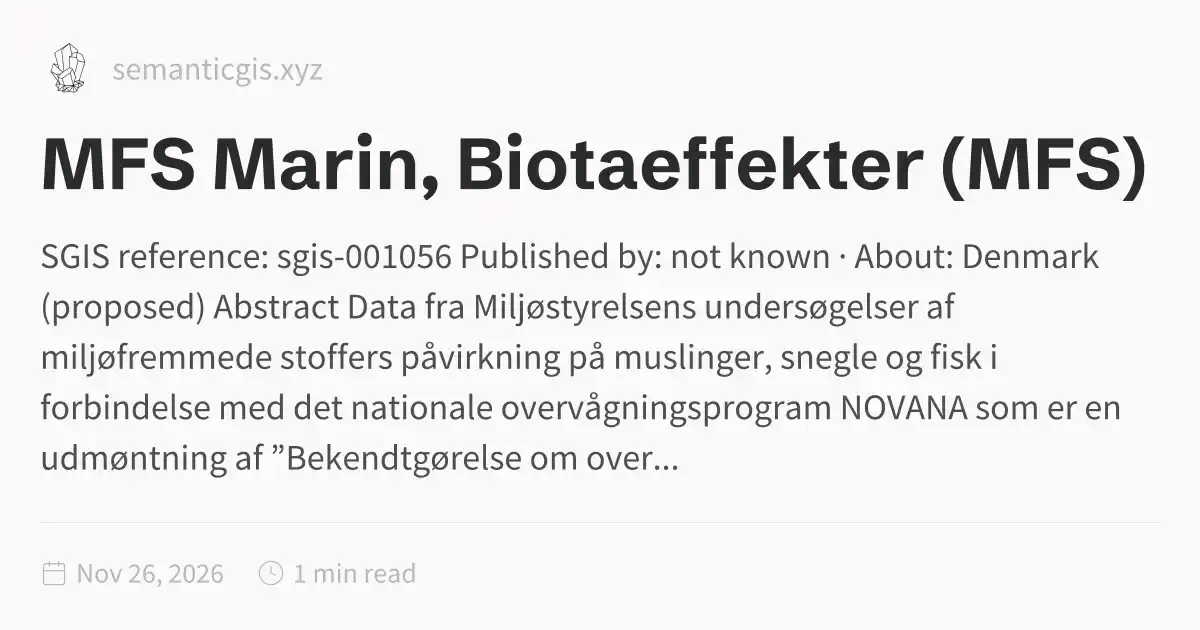 semanticgis.xyz
MFS Marin, Biotaeffekter (MFS)
SGIS reference: sgis-001056 Published by: not known · About: Denmark
(proposed) Abstract Data fra Miljøstyrelsens undersøgelser af
miljøfremmede stoffers påvirkning på muslinger, snegle og fisk i
forbindelse med det nationale overvågningsprogram NOVANA som er en
udmøntning af ”Bekendtgørelse om over...
Nov 26, 2026 1 min read